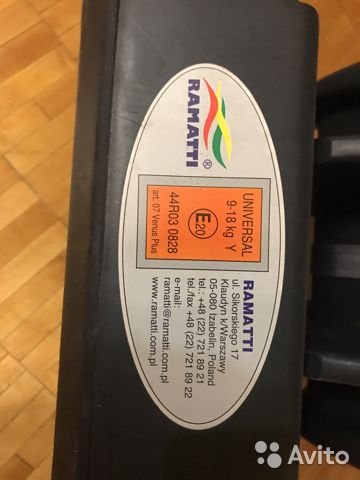 RAMATTI ®
UNIVERSAL
9-18 kg Y
E20
44R03 0828
art. 07 Venus Plus
RAMATTI
ul. Sikorskiego 17
Klaudyn k/Warszawy
05-080 Izabelin, Poland
tel.: +48 (22) 721 89 21
tel./fax +48 (22) 721 89 22
e-mail:
ramatti@ramatti.com.pl
www.ramatti.com.pl
Avito